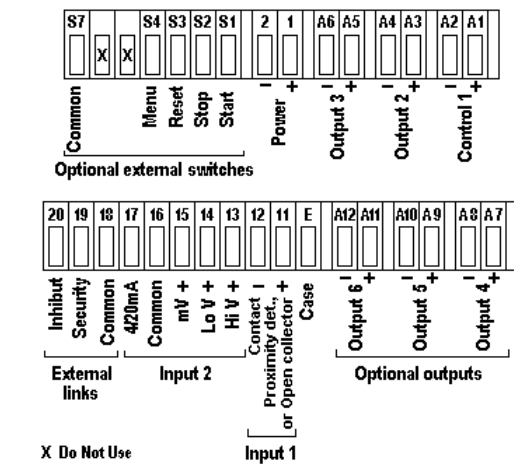 S7 X X S4 S3 S2 S1 2 1 A6 A5 A4 A3 A2 A1
− + − + − + − +
Common Menu Reset Stop Start Power Output 3 Output 2 Control 1
Optional external switches
20 19 18 17 16 15 14 13 12 11 E A12 A11 A10 A9 A8 A7
− + − + − +
Inhibut
Security
Common
4/20mA
Common
mV +
Lo V +
Hi V +
Contact −
Proximity det.,
or Open collector +
Case
Output 6
Output 5
Output 4
External
links
Input 2
Optional outputs
X Do Not Use
Input 1